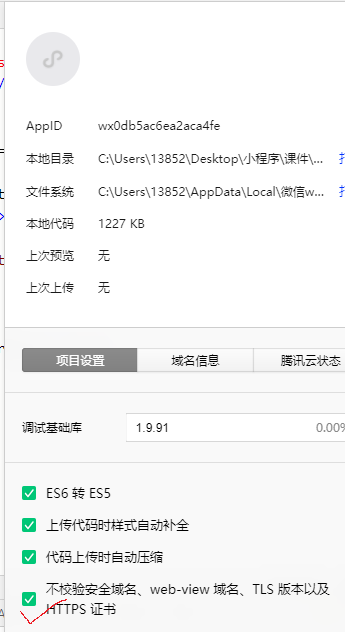 AppID wx0db5ac6ea2aca4fe
本地目录 C:\Users\13852\Desktop\小程序\课件\...
文件系统 C:\Users\13852\AppData\Local\微信w...
本地代码 1227 KB
上次预览 无
上次上传 无
项目设置 域名信息 腾讯云状态
调试基础库 1.9.91 0.00%
ES6 转 ES5
上传代码时样式自动补全
代码上传时自动压缩
不校验安全域名、web-view 域名、TLS 版本以及
HTTPS 证书